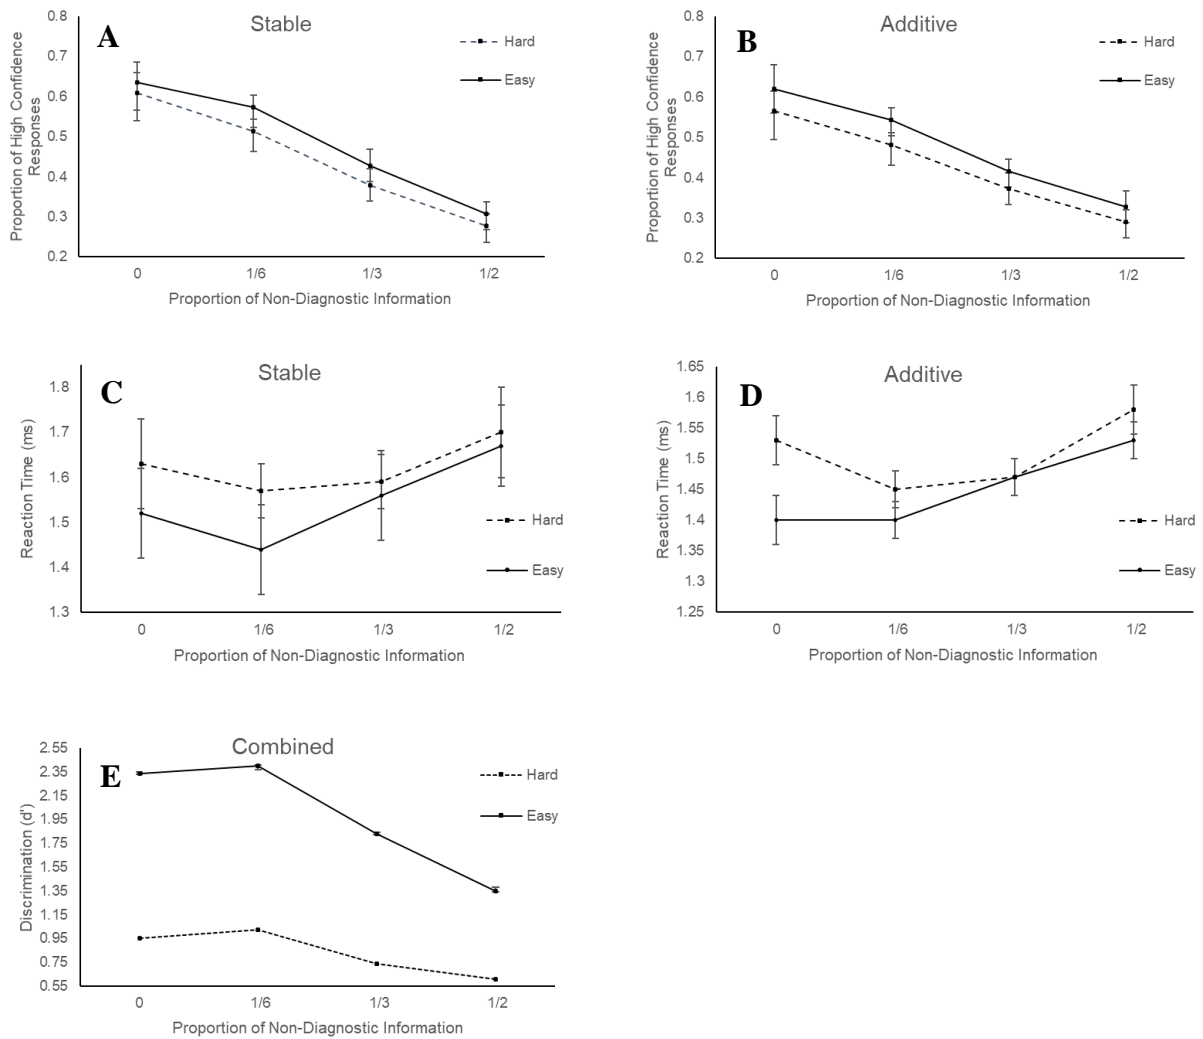 A
Stable
Hard
Easy
Proportion of High Confidence
Responses
0.8
0.7
0.6
0.5
0.4
0.3
0.2
0 1/6 1/3 1/2
Proportion of Non-Diagnostic Information
B
Additive
Hard
Easy
Proportion of High Confidence
Responses
0.8
0.7
0.6
0.5
0.4
0.3
0.2
0 1/6 1/3 1/2
Proportion of Non-Diagnostic Information
C
Stable
Hard
Easy
Reaction Time (ms)
1.8
1.7
1.6
1.5
1.4
1.3
0 1/6 1/3 1/2
Proportion of Non-Diagnostic Information
D
Additive
Hard
Easy
Reaction Time (ms)
1.65
1.6
1.55
1.5
1.45
1.4
1.35
1.3
1.25
0 1/6 1/3 1/2
Proportion of Non-Diagnostic Information
E
Combined
Hard
Easy
Discrimination (d')
2.55
2.35
2.15
1.95
1.75
1.55
1.35
1.15
0.95
0.75
0.55
0 1/6 1/3 1/2
Proportion of Non-Diagnostic Information